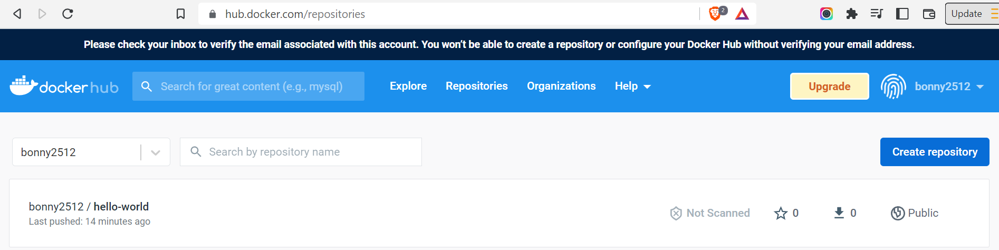 hub.docker.com/repositories
2
Update
Please check your inbox to verify the email associated with this account. You won’t be able to create a repository or configure your Docker Hub without verifying your email address.
docker hub
Search for great content (e.g., mysql)
Explore
Repositories
Organizations
Help
Upgrade
bonny2512
bonny2512
Search by repository name
Create repository
bonny2512 / hello-world
Last pushed: 14 minutes ago
Not Scanned
0
0
Public